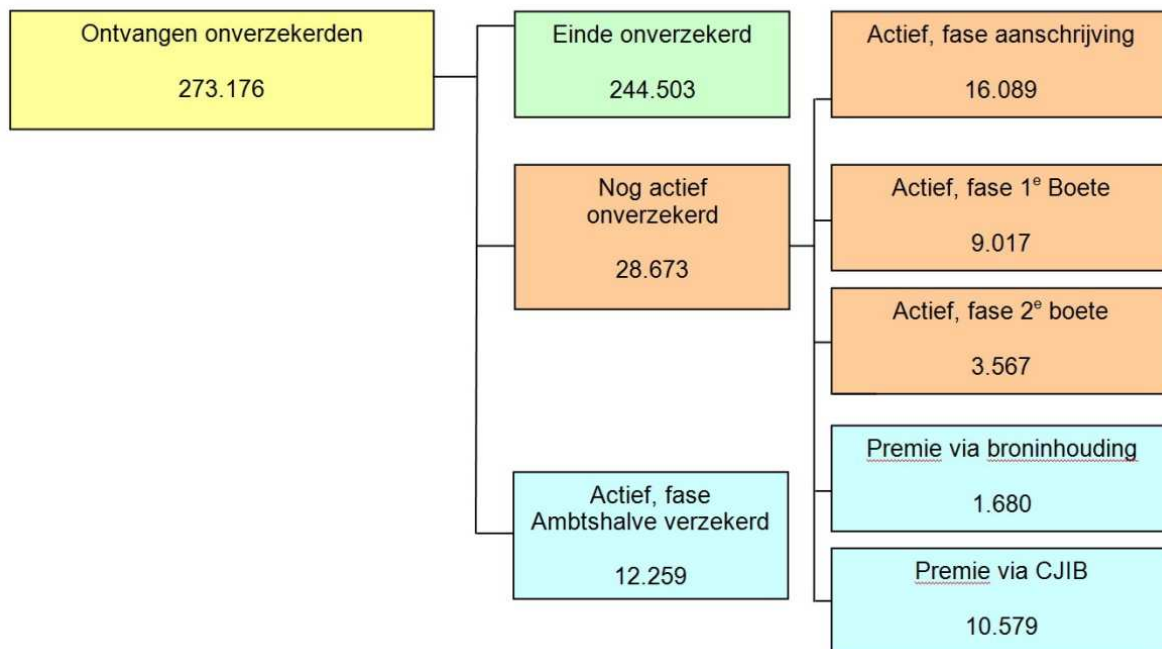 Ontvangen onverzekerden
273.176
Einde onverzekerd
244.503
Nog actief
onverzekerd
28.673
Actief, fase
Ambtshalve verzekerd
12.259
Actief, fase aanschrijving
16.089
Actief, fase 1e Boete
9.017
Actief, fase 2e boete
3.567
Premie via broninhouding
1.680
Premie via CJIB
10.579